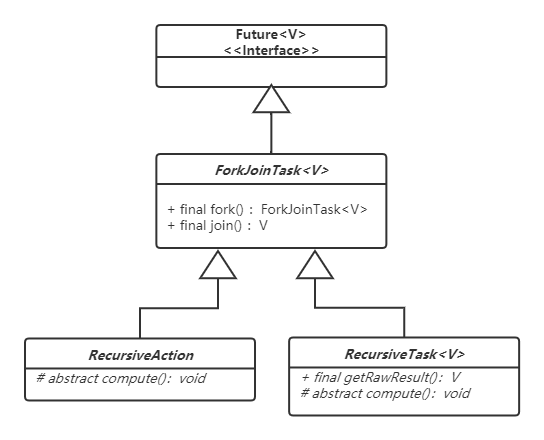 Future<V>
<<Interface>>
ForkJoinTask<V>
+ final fork() : ForkJoinTask<V>
+ final join() : V
RecursiveAction
# abstract compute(): void
RecursiveTask<V>
+ final getRawResult(): V
# abstract compute(): void